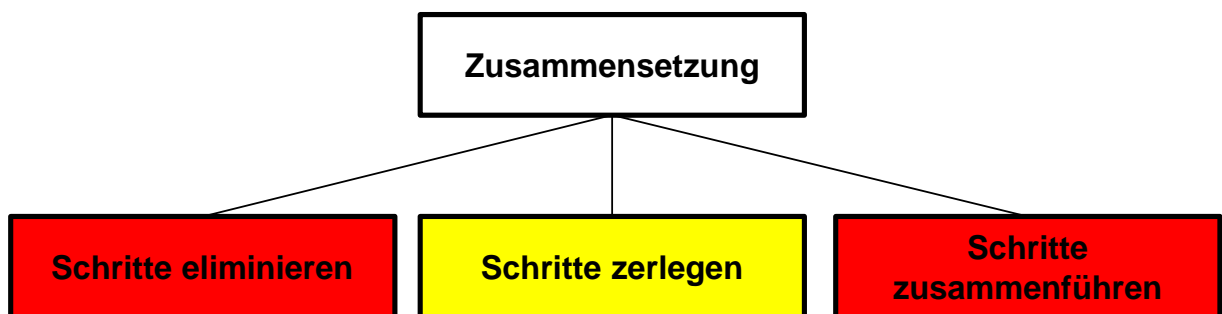 Zusammensetzung
Schritte eliminieren
Schritte zerlegen
Schritte
zusammenführen